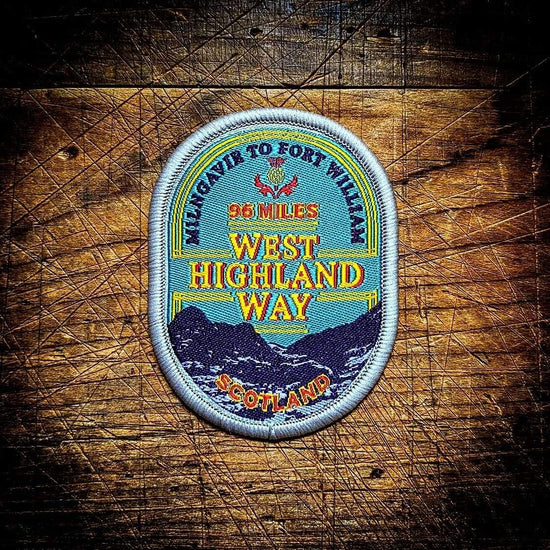 MILNGAVIE TO FORT WILLIAM
96 MILES
WEST
HIGHLAND
WAY
SCOTLAND